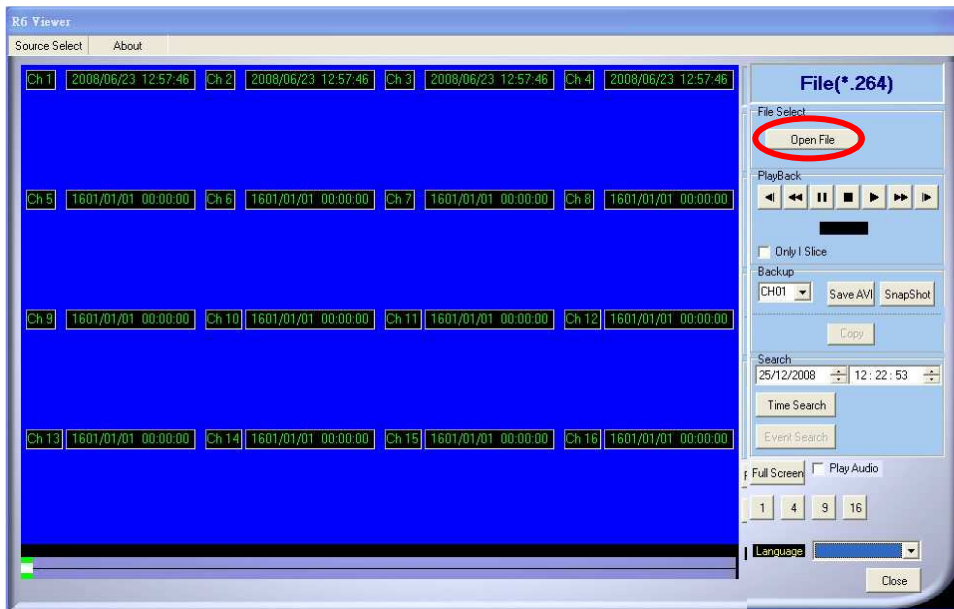 R6 Viewer
Source Select About
Ch 1 2008/06/23 12:57:46 Ch 2 2008/06/23 12:57:46 Ch 3 2008/06/23 12:57:46 Ch 4 2008/06/23 12:57:46
Ch 5 1601/01/01 00:00:00 Ch 6 1601/01/01 00:00:00 Ch 7 1601/01/01 00:00:00 Ch 8 1601/01/01 00:00:00
Ch 9 1601/01/01 00:00:00 Ch 10 1601/01/01 00:00:00 Ch 11 1601/01/01 00:00:00 Ch 12 1601/01/01 00:00:00
Ch 13 1601/01/01 00:00:00 Ch 14 1601/01/01 00:00:00 Ch 15 1601/01/01 00:00:00 Ch 16 1601/01/01 00:00:00
File(*.264)
File Select
Open File
PlayBack
Only I Slice
Backup
CH01 Save AVI SnapShot
Copy
Search
25/12/2008 12 : 22 : 53
Time Search
Event Search
Full Screen Play Audio
1 4 9 16
Language
Close